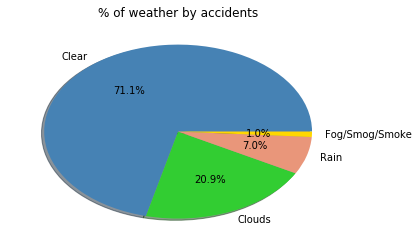 % of weather by accidents
Clear
71.1%
1.0%
Fog/Smog/Smoke
7.0%
Rain
20.9%
Clouds